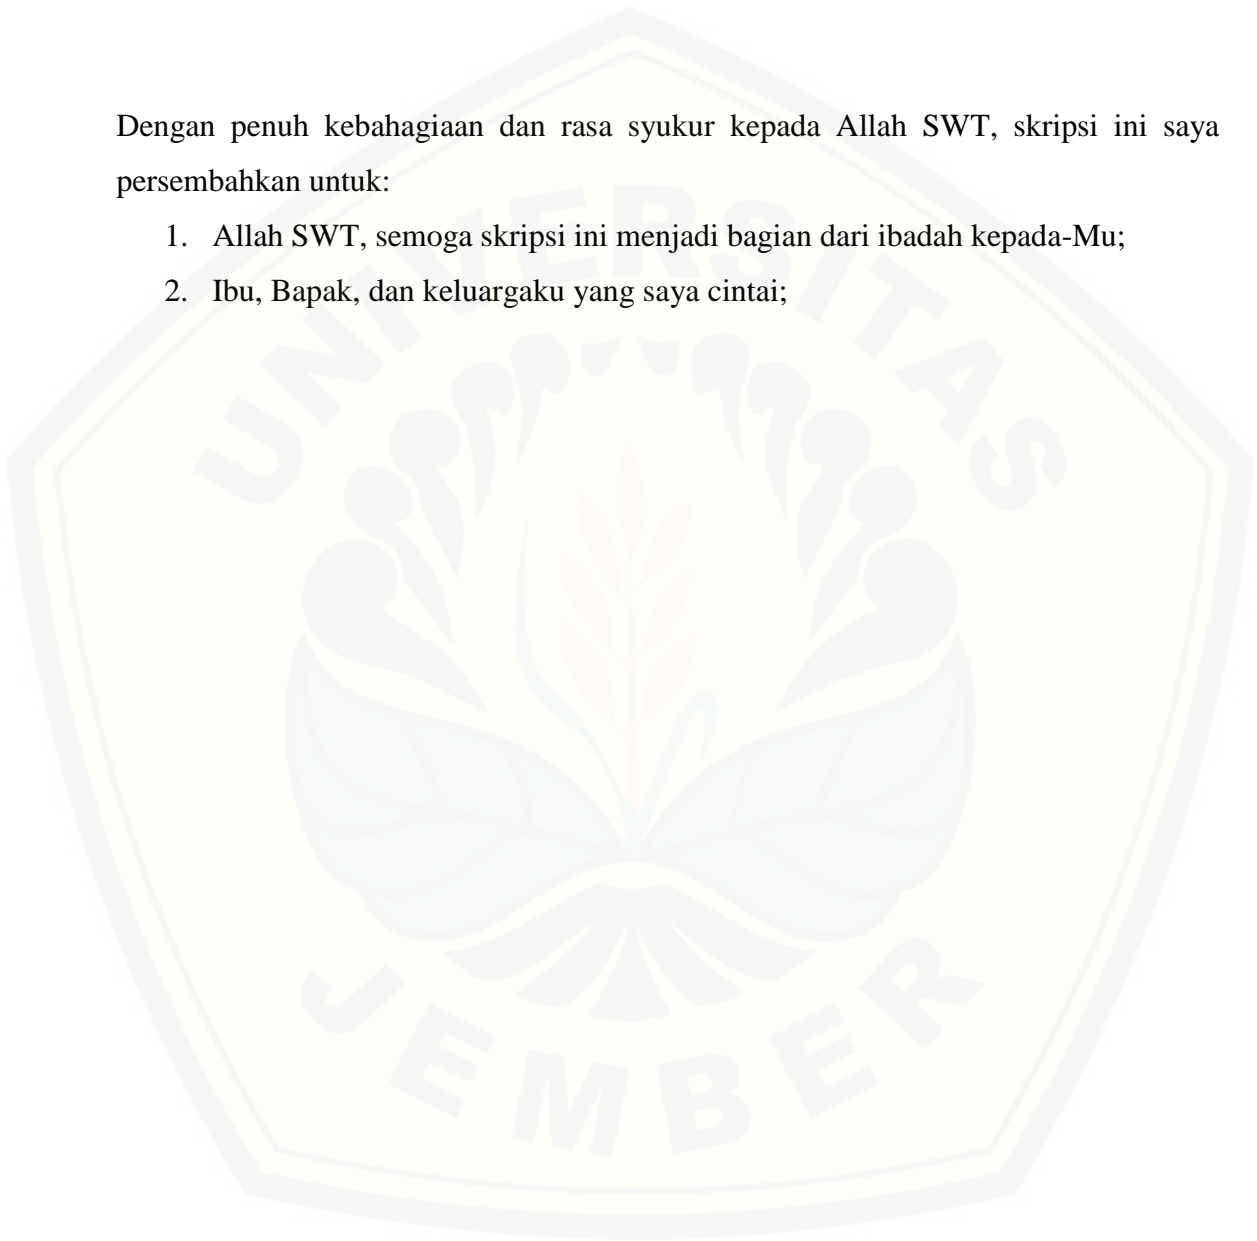 Dengan penuh kebahagiaan dan rasa syukur kepada Allah SWT, skripsi ini saya
persembahkan untuk:
1. Allah SWT, semoga skripsi ini menjadi bagian dari ibadah kepada-Mu;
2. Ibu, Bapak, dan keluargaku yang saya cintai;
UNIVERSITAS
JEMBER